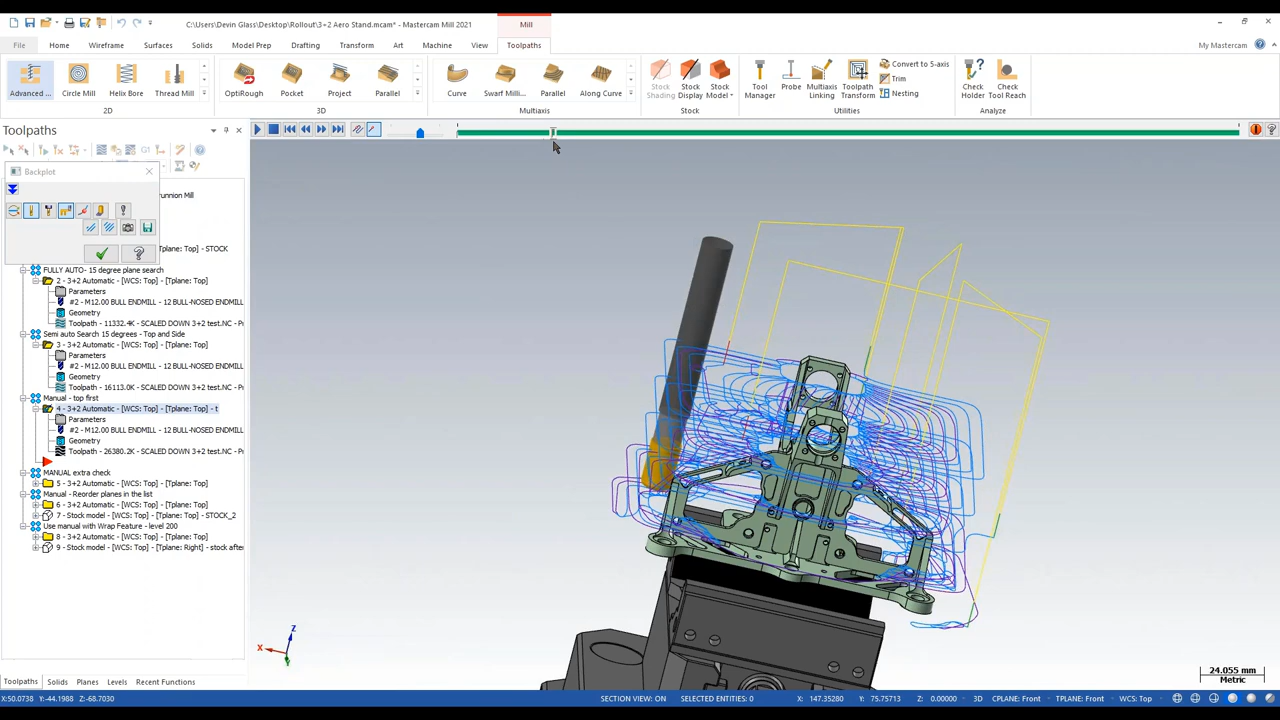 C:\Users\Devin Glass\Desktop\Rollout\3+2 Aero Stand.mcam* - Mastercam Mill 2021
Mill
File Home Wireframe Surfaces Solids Model Prep Drafting Transform Art Machine View Toolpaths My Mastercam
Advanced ... Circle Mill Helix Bore Thread Mill OptiRough Pocket Project Parallel Curve Swarf Milli... Parallel Along Curve Stock Shading Stock Display Stock Model Tool Manager Probe Multiaxis Linking Toolpath Transform Convert to 5-axis Trim Nesting Check Holder Check Tool Reach
2D 3D Multiaxis Stock Utilities Analyze
Toolpaths
G1
Backplot
unnion Mill
[Tplane: Top] - STOCK
FULLY AUTO- 15 degree plane search
2 - 3+2 Automatic - [WCS: Top] - [Tplane: Top]
Parameters
#2 - M12.00 BULL ENDMILL - 12 BULL-NOSED ENDMILL
Geometry
Toolpath - 11332.4K - SCALED DOWN 3+2 test.NC - P
Semi auto Search 15 degrees - Top and Side
3 - 3+2 Automatic - [WCS: Top] - [Tplane: Top]
Parameters
#2 - M12.00 BULL ENDMILL - 12 BULL-NOSED ENDMILL
Geometry
Toolpath - 16113.0K - SCALED DOWN 3+2 test.NC - P
Manual - top first
4 - 3+2 Automatic - [WCS: Top] - [Tplane: Top] - t
Parameters
#2 - M12.00 BULL ENDMILL - 12 BULL-NOSED ENDMILL
Geometry
Toolpath - 26380.2K - SCALED DOWN 3+2 test.NC - P
MANUAL extra check
5 - 3+2 Automatic - [WCS: Top] - [Tplane: Top]
Manual - Reorder planes in the list
6 - 3+2 Automatic - [WCS: Top] - [Tplane: Top]
7 - Stock model - [WCS: Top] - [Tplane: Top] - STOCK_2
Use manual with Wrap Feature - level 200
8 - 3+2 Automatic - [WCS: Top] - [Tplane: Top]
9 - Stock model - [WCS: Top] - [Tplane: Right] - stock after
Z
X
Y
24.055 mm
Metric
Toolpaths Solids Planes Levels Recent Functions
X:50.0738 Y:-44.1988 Z:-68.7030 SECTION VIEW: ON SELECTED ENTITIES: 0 X: 147.35280 Y: 75.75713 Z: 0.00000 3D CPLANE: Front TPLANE: Front WCS: Top